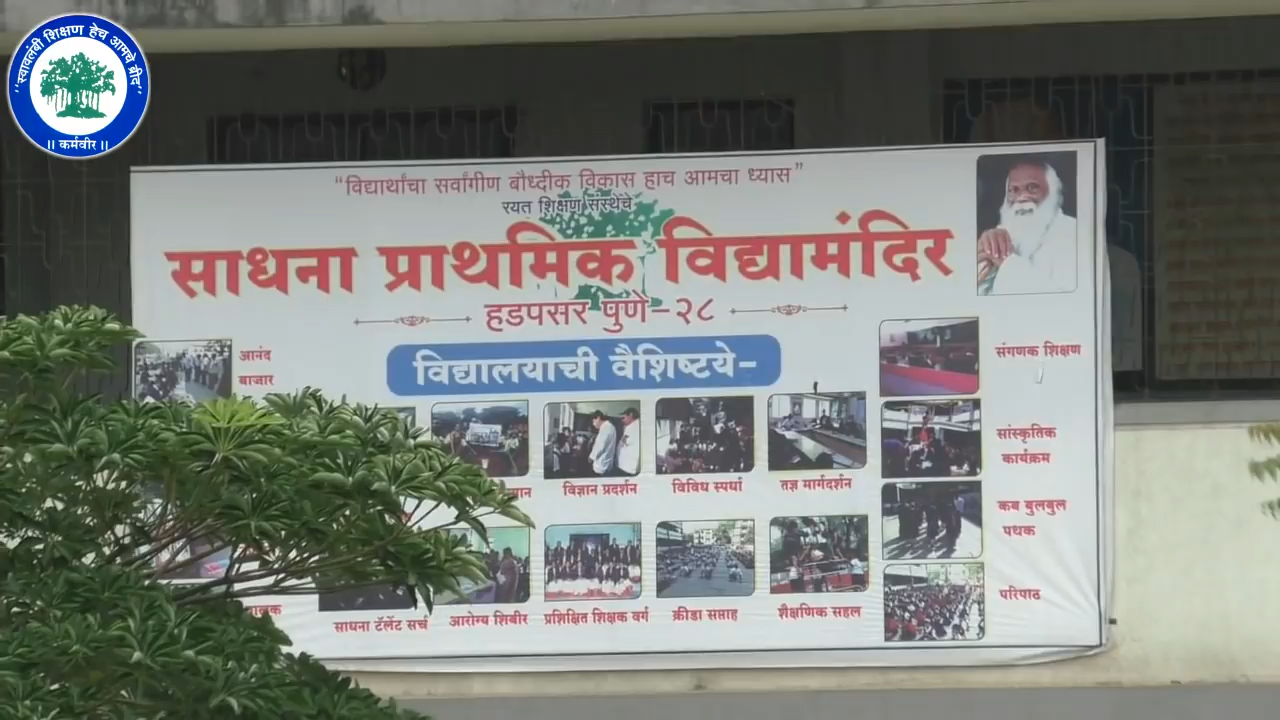 "स्वावलंबी शिक्षण हेच आमचे ब्रीद"
॥ कर्मवीर ॥
"विद्यार्थांचा सर्वांगीण बौध्दीक विकास हाच आमचा ध्यास"
रयत शिक्षण संस्थेचे
साधना प्राथमिक विद्यामंदिर
हडपसर पुणे-२८
विद्यालयाची वैशिष्टये-
आनंद
बाजार
संगणक शिक्षण
सांस्कृतिक
कार्यक्रम
विज्ञान प्रदर्शन
विविध स्पर्धा
तज्ञ मार्गदर्शन
कब बुलबुल
पथक
परिपाठ
साधना टॅलेंट सर्च
आरोग्य शिबीर
प्रशिक्षित शिक्षक वर्ग
क्रीडा सप्ताह
शैक्षणिक सहल